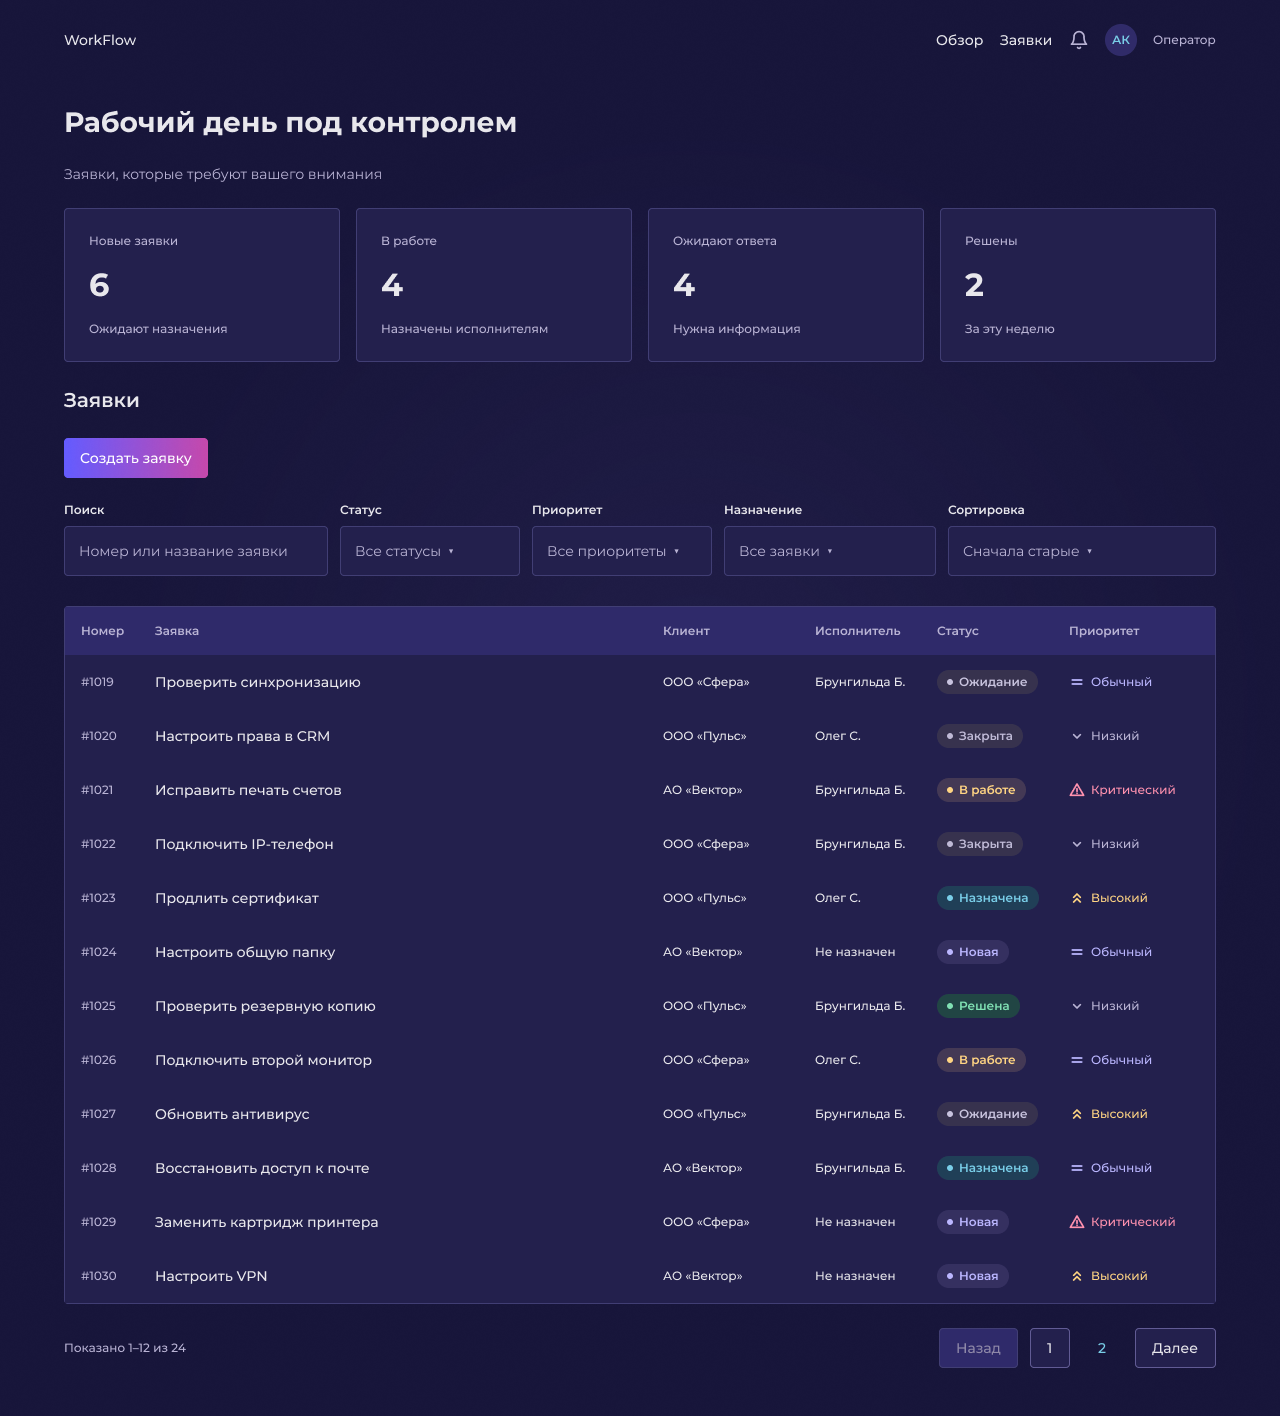 WorkFlow
Обзор Заявки АК Оператор
Рабочий день под контролем
Заявки, которые требуют вашего внимания
Новые заявки В работе Ожидают ответа Решены
6 4 4 2
Ожидают назначения Назначены исполнителям Нужна информация За эту неделю
Заявки
Создать заявку
Поиск Статус Приоритет Назначение Сортировка
Номер или название заявки Все статусы Все приоритеты Все заявки Сначала старые
Номер Заявка Клиент Исполнитель Статус Приоритет
#1019 Проверить синхронизацию ООО «Сфера» Брунгильда Б. Ожидание Обычный
#1020 Настроить права в CRM ООО «Пульс» Олег С. Закрыта Низкий
#1021 Исправить печать счетов АО «Вектор» Брунгильда Б. В работе Критический
#1022 Подключить IP-телефон ООО «Сфера» Брунгильда Б. Закрыта Низкий
#1023 Продлить сертификат ООО «Пульс» Олег С. Назначена Высокий
#1024 Настроить общую папку АО «Вектор» Не назначен Новая Обычный
#1025 Проверить резервную копию ООО «Пульс» Брунгильда Б. Решена Низкий
#1026 Подключить второй монитор ООО «Сфера» Олег С. В работе Обычный
#1027 Обновить антивирус ООО «Пульс» Брунгильда Б. Ожидание Высокий
#1028 Восстановить доступ к почте АО «Вектор» Брунгильда Б. Назначена Обычный
#1029 Заменить картридж принтера ООО «Сфера» Не назначен Новая Критический
#1030 Настроить VPN АО «Вектор» Не назначен Новая Высокий
Показано 1–12 из 24 Назад 1 2 Далее